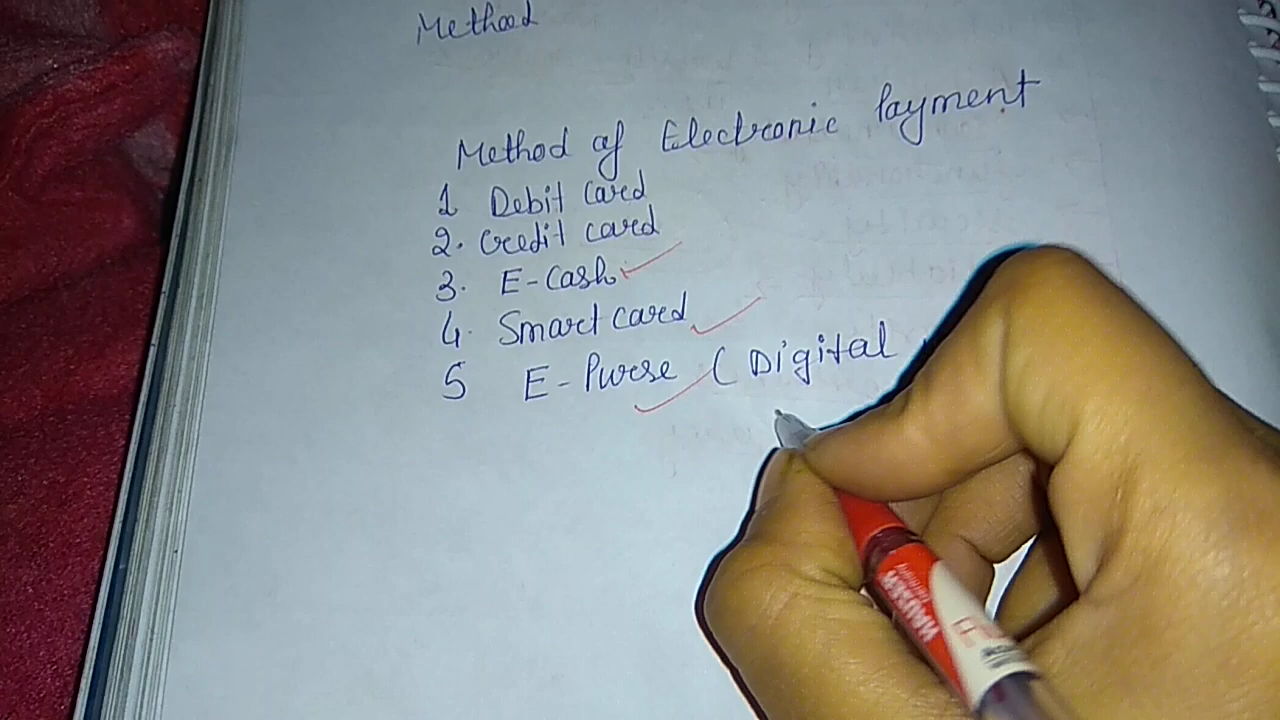 Method
Method of Electronic Payment
1 Debit Card
2. Credit card
3. E-Cash
4. Smart card
5 E-Purse (Digital
HAUSER